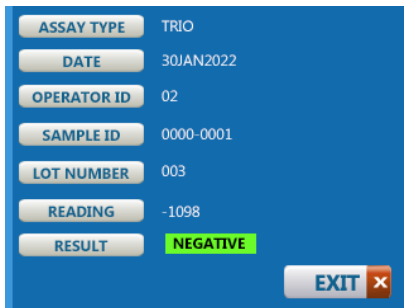 ASSAY TYPE TRIO
DATE 30JAN2022
OPERATOR ID 02
SAMPLE ID 0000-0001
LOT NUMBER 003
READING -1098
RESULT NEGATIVE
EXIT ×